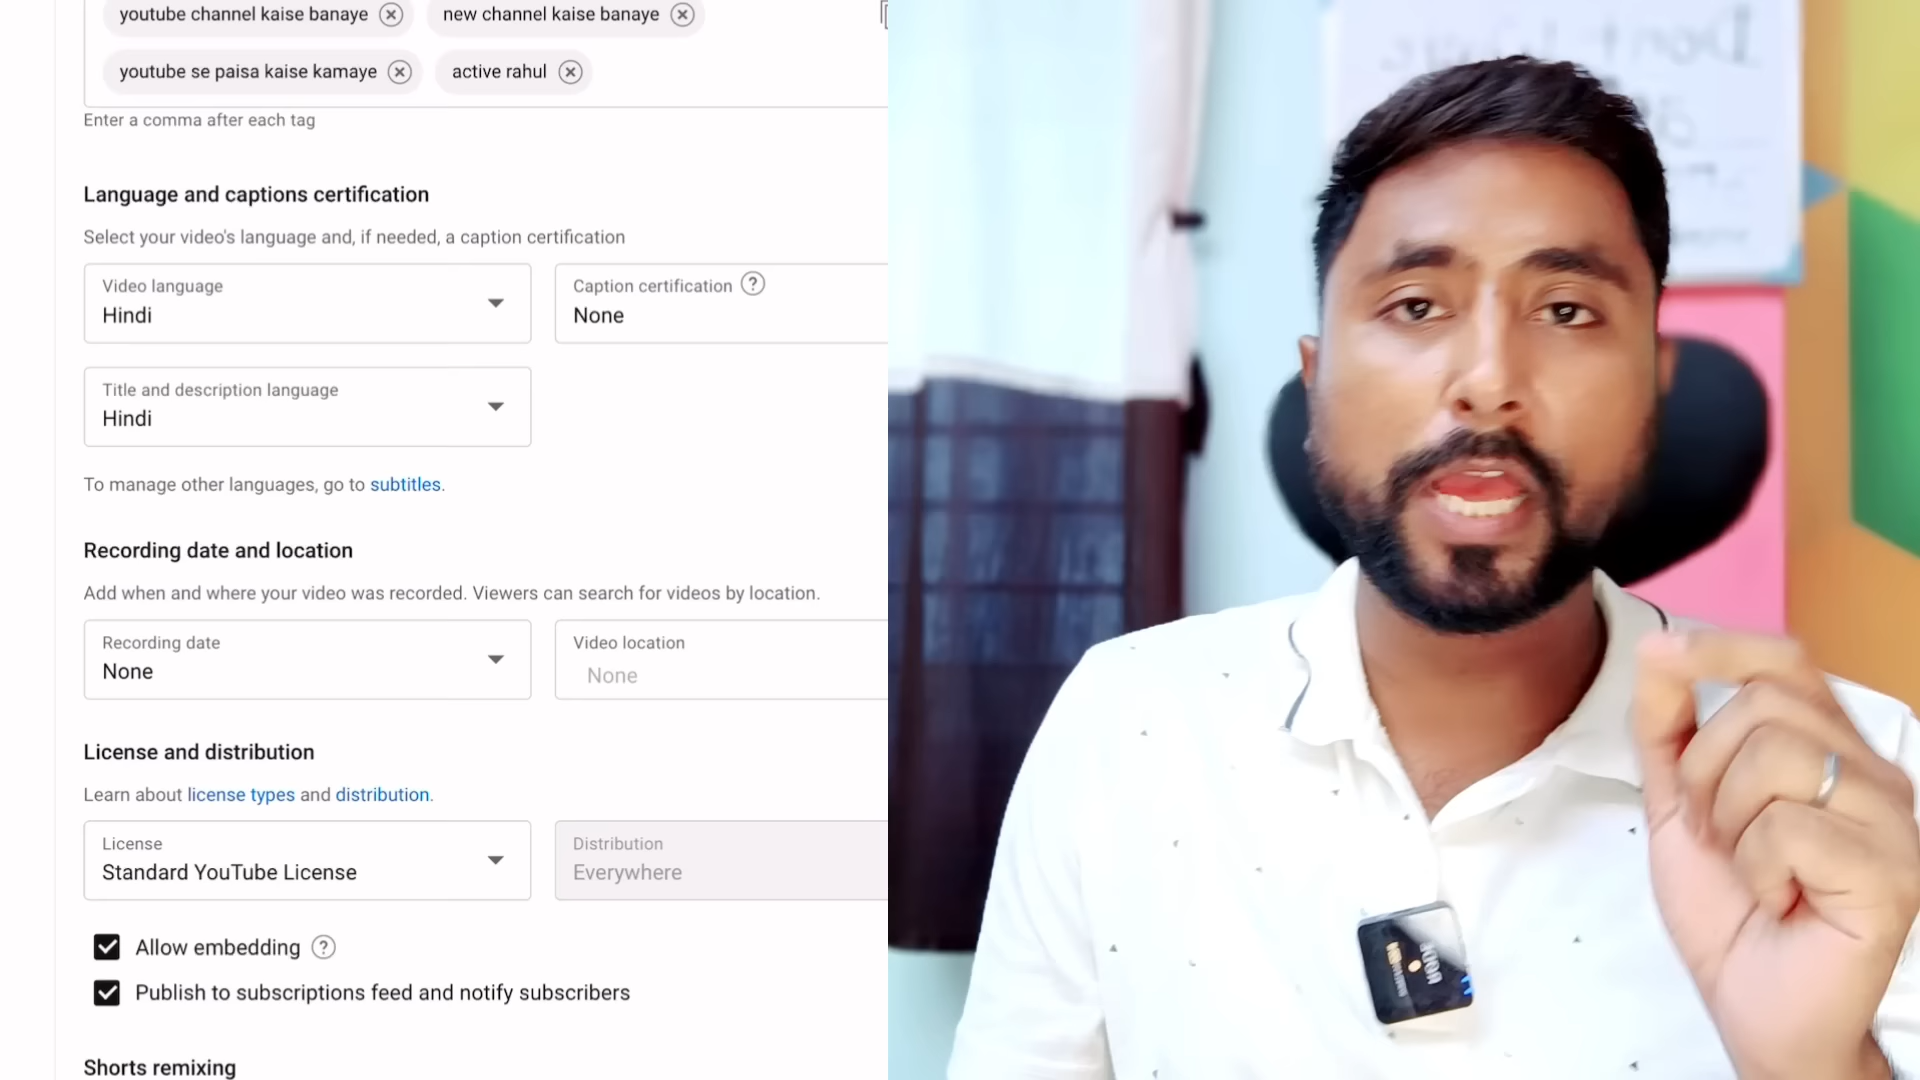 youtube channel kaise banaye
new channel kaise banaye
youtube se paisa kaise kamaye
active rahul
Enter a comma after each tag
Language and captions certification
Select your video's language and, if needed, a caption certification
Video language
Hindi
Caption certification
None
Title and description language
Hindi
To manage other languages, go to subtitles.
Recording date and location
Add when and where your video was recorded. Viewers can search for videos by location.
Recording date
None
Video location
None
License and distribution
Learn about license types and distribution.
License
Standard YouTube License
Distribution
Everywhere
Allow embedding
Publish to subscriptions feed and notify subscribers
Shorts remixing
Dont